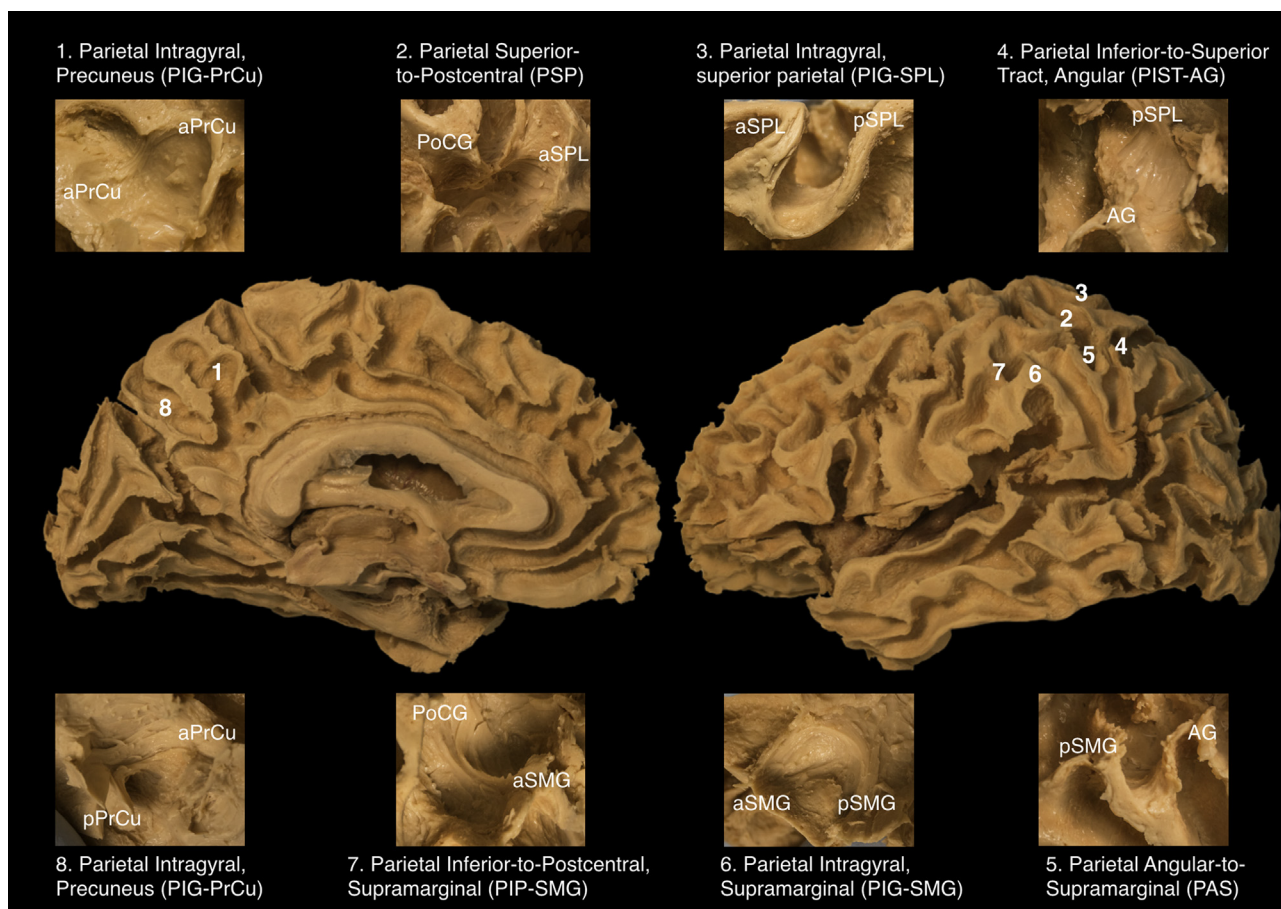 1. Parietal Intragyral,
Precuneus (PIG-PrCu)
2. Parietal Superior-
to-Postcentral (PSP)
3. Parietal Intragyral,
superior parietal (PIG-SPL)
4. Parietal Inferior-to-Superior
Tract, Angular (PIST-AG)
aPrCu
aPrCu
PoCG
aSPL
aSPL
pSPL
pSPL
AG
1
8
3
2
4
5
6
7
aPrCu
pPrCu
PoCG
aSMG
aSMG
pSMG
pSMG
AG
8. Parietal Intragyral,
Precuneus (PIG-PrCu)
7. Parietal Inferior-to-Postcentral,
Supramarginal (PIP-SMG)
6. Parietal Intragyral,
Supramarginal (PIG-SMG)
5. Parietal Angular-to-
Supramarginal (PAS)